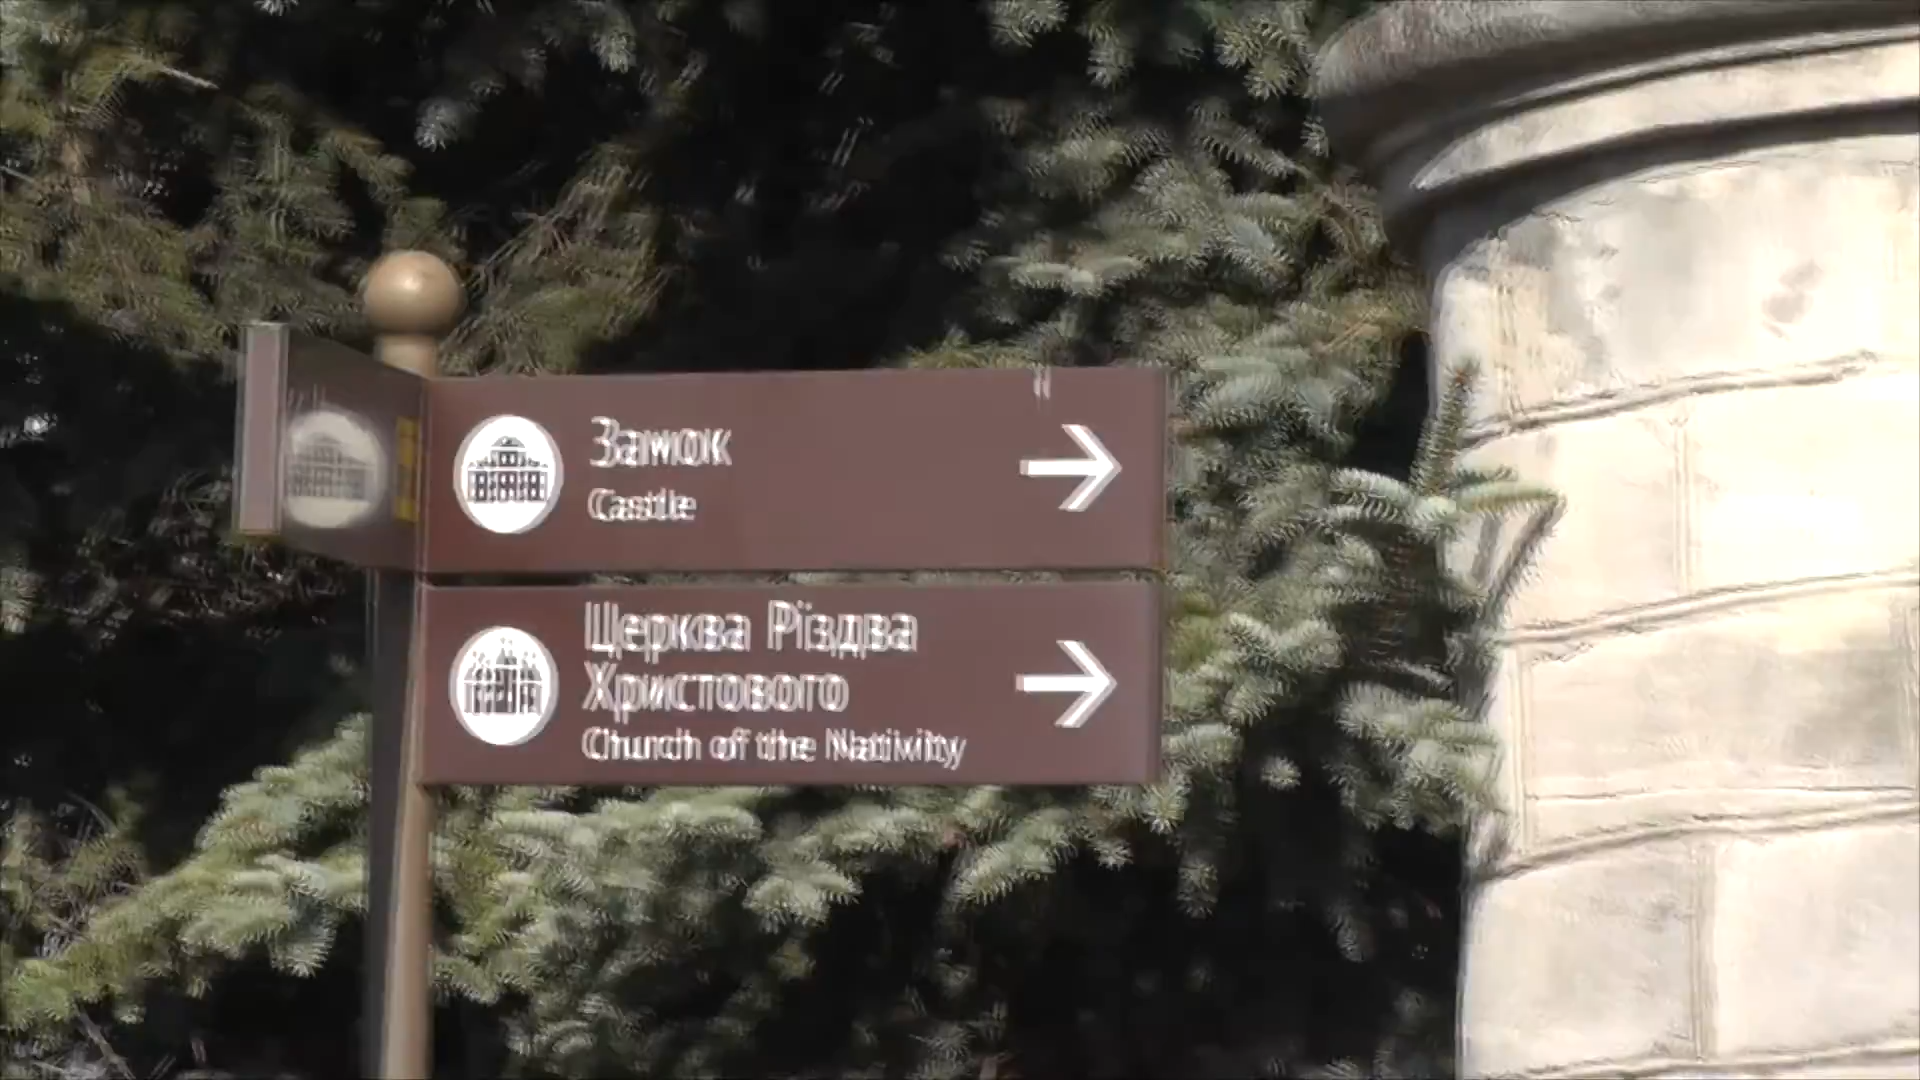 Замок
Castle
Церква Різдва
Христового
Church of the Nativity